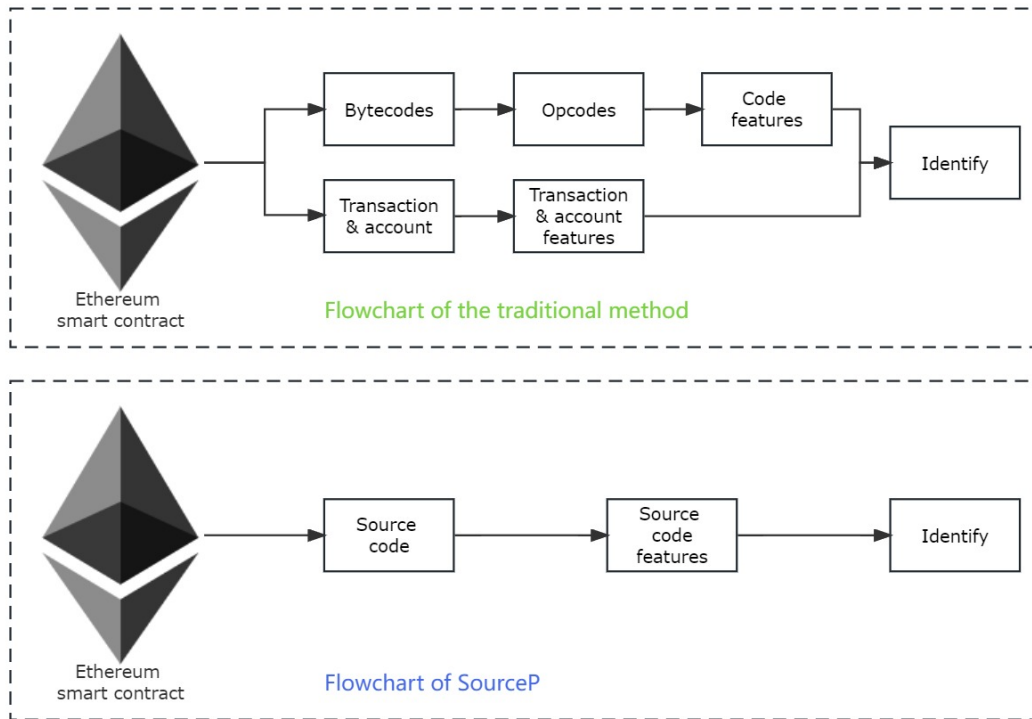 Bytecodes
Opcodes
Code
features
Identify
Transaction
& account
Transaction
& account
features
Ethereum
smart contract
Flowchart of the traditional method
Source
code
Source
code
features
Identify
Ethereum
smart contract
Flowchart of SourceP